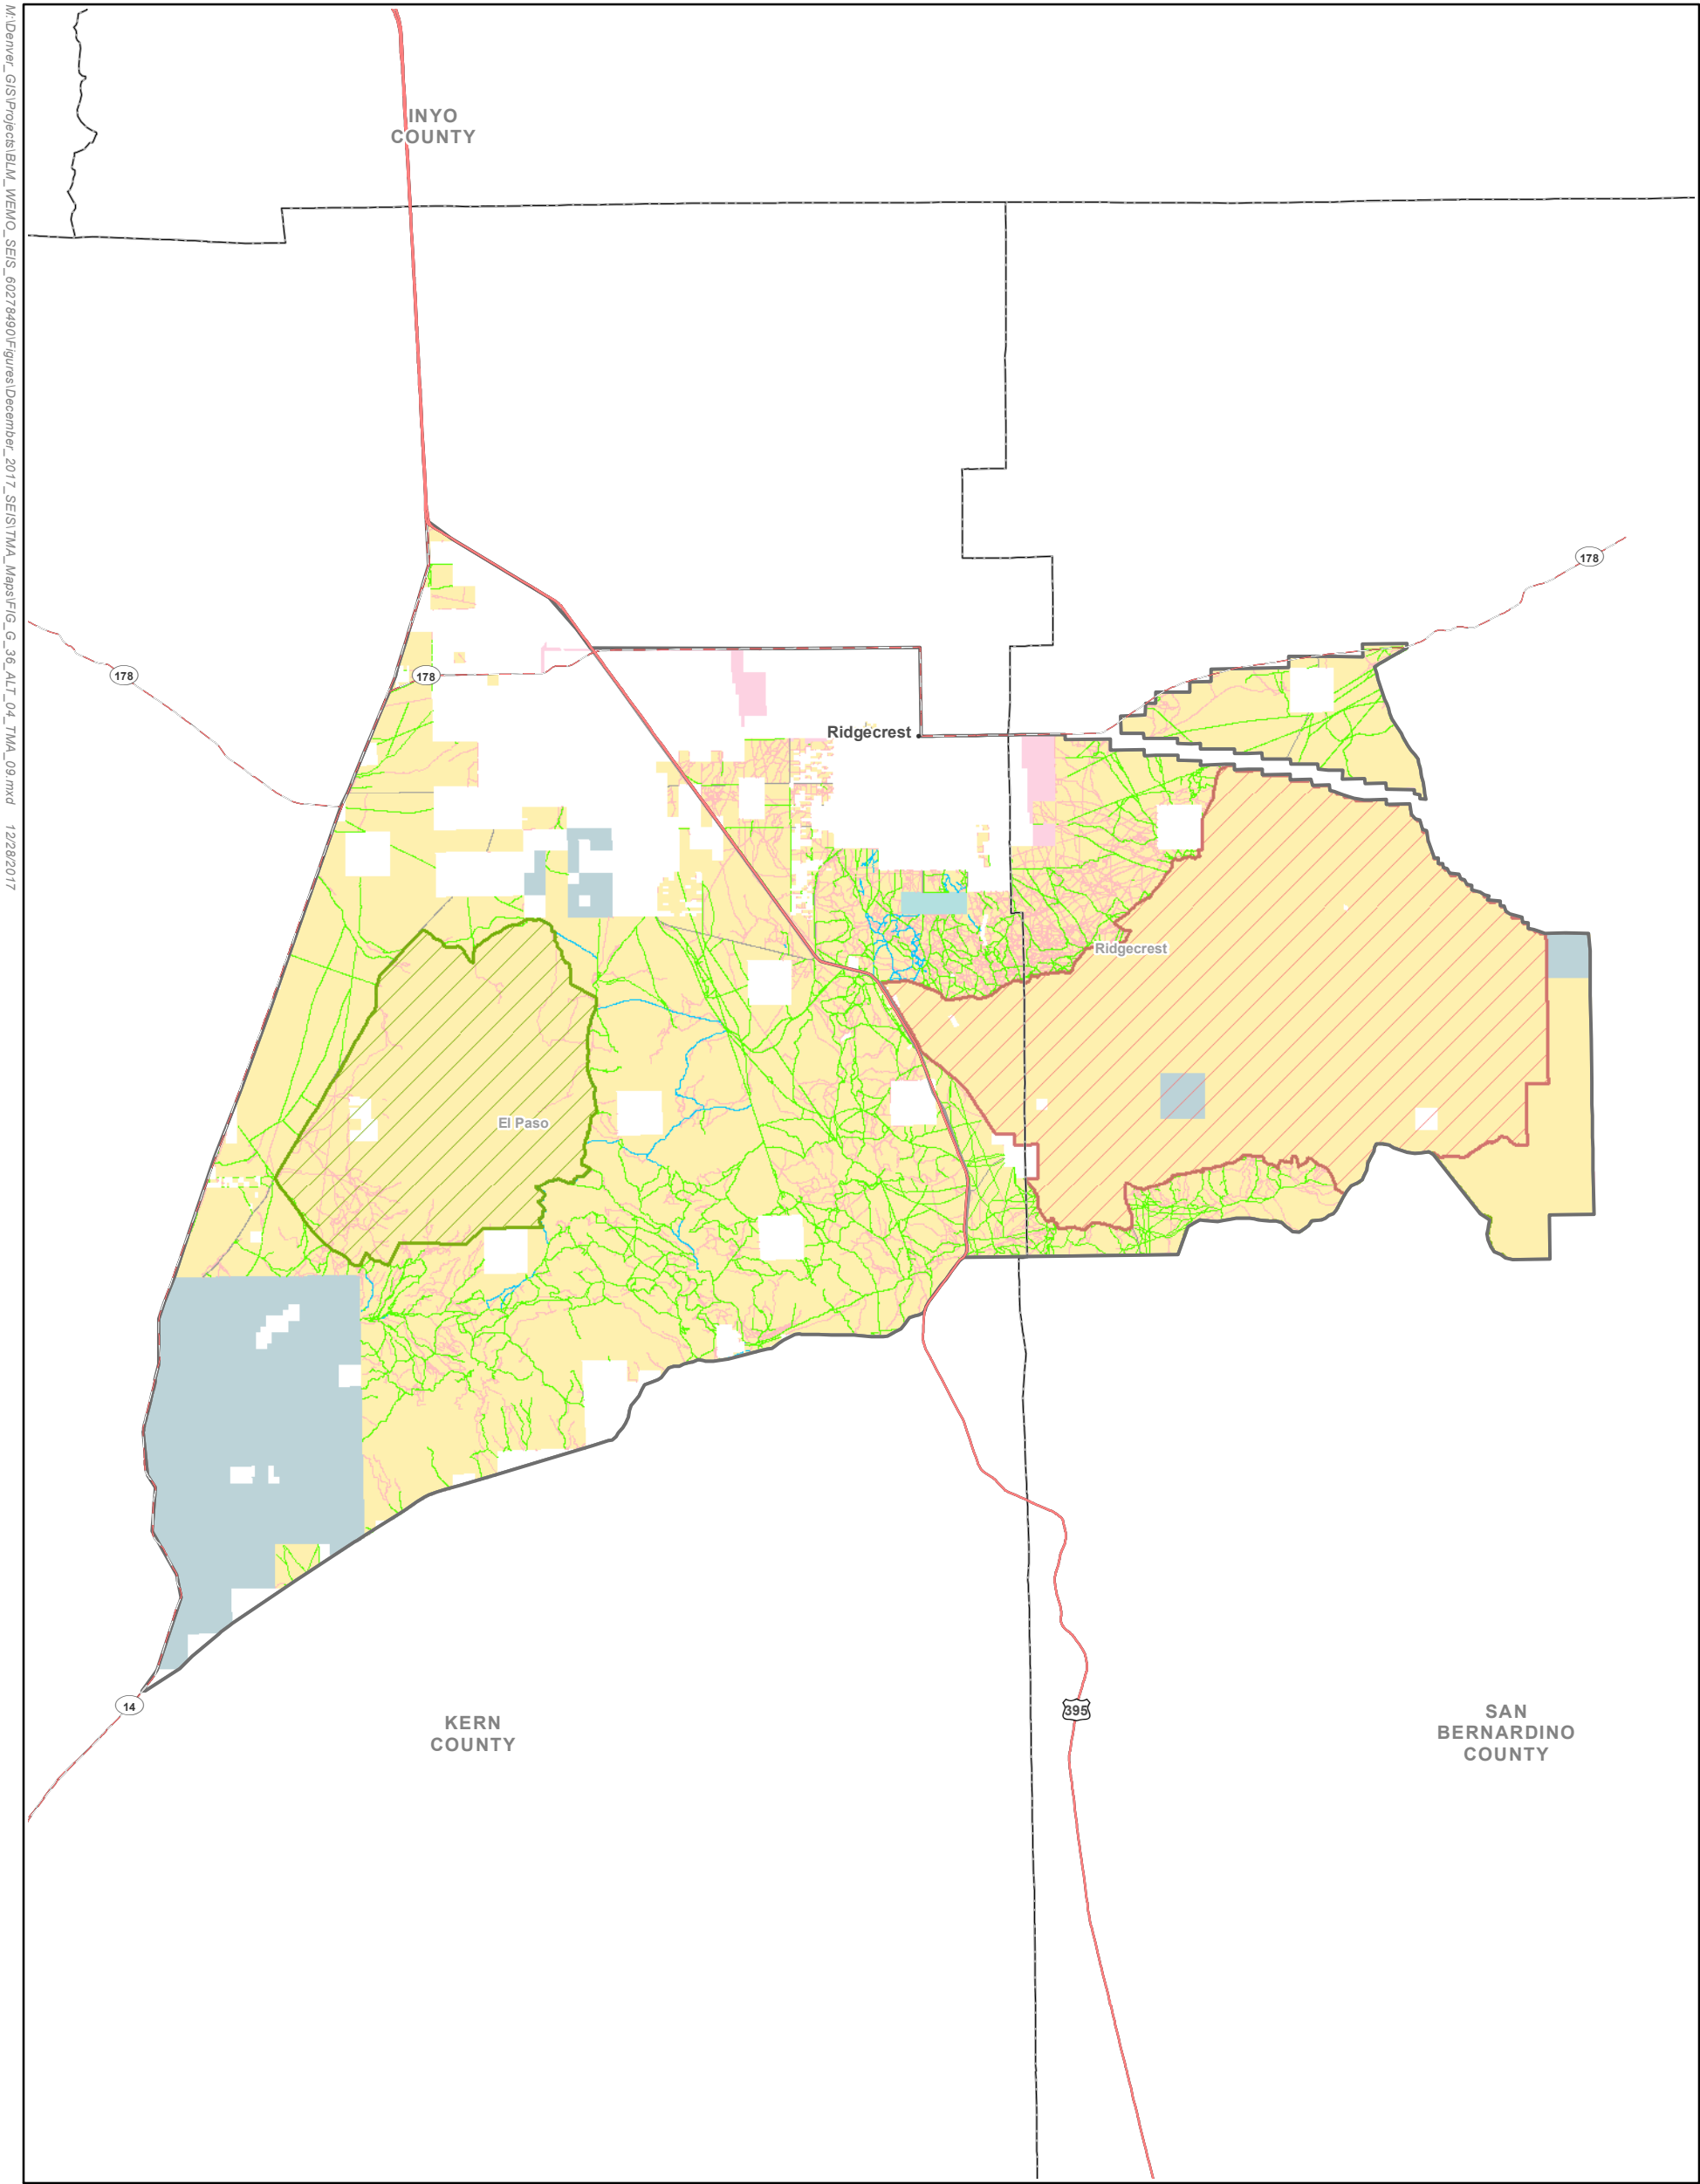 M:\Denver_GIS\Projects\BLM_WEMO_SEIS_60278490\Figures\December_2017_SEIS\TMA_Maps\FIG_G_36_ALT_04_TMA_09.mxd 12/28/2017
INYO
COUNTY
178
178
178
Ridgecrest
Ridgecrest
El Paso
14
KERN
COUNTY
395
SAN
BERNARDINO
COUNTY